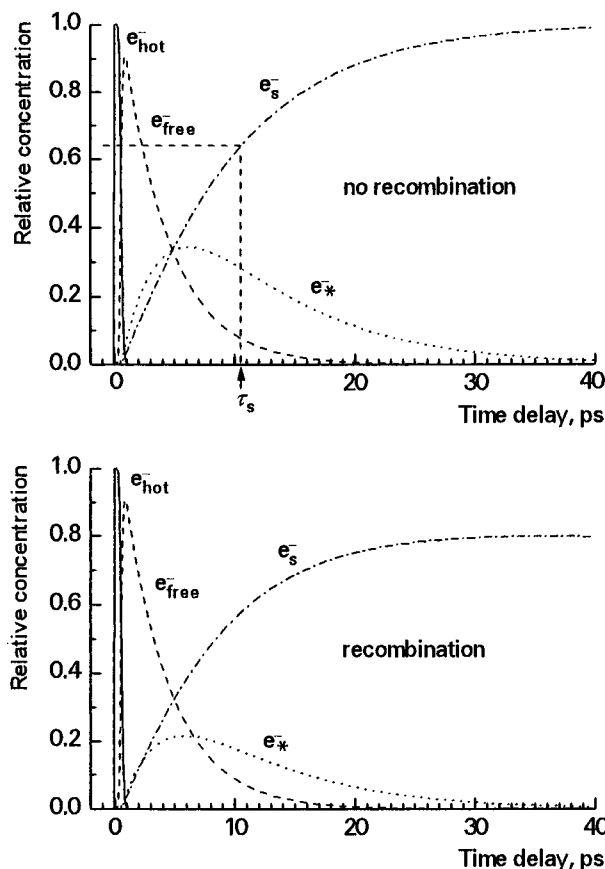 Relative concentration
1.0
0.8
0.6
0.4
0.2
0.0
e⁻hot
e⁻free
e⁻s
no recombination
e⁻*
0
10
20
30
40
τs
Time delay, ps
Relative concentration
1.0
0.8
0.6
0.4
0.2
0.0
e⁻hot
e⁻s
e⁻free
recombination
e⁻*
0
10
20
30
40
Time delay, ps